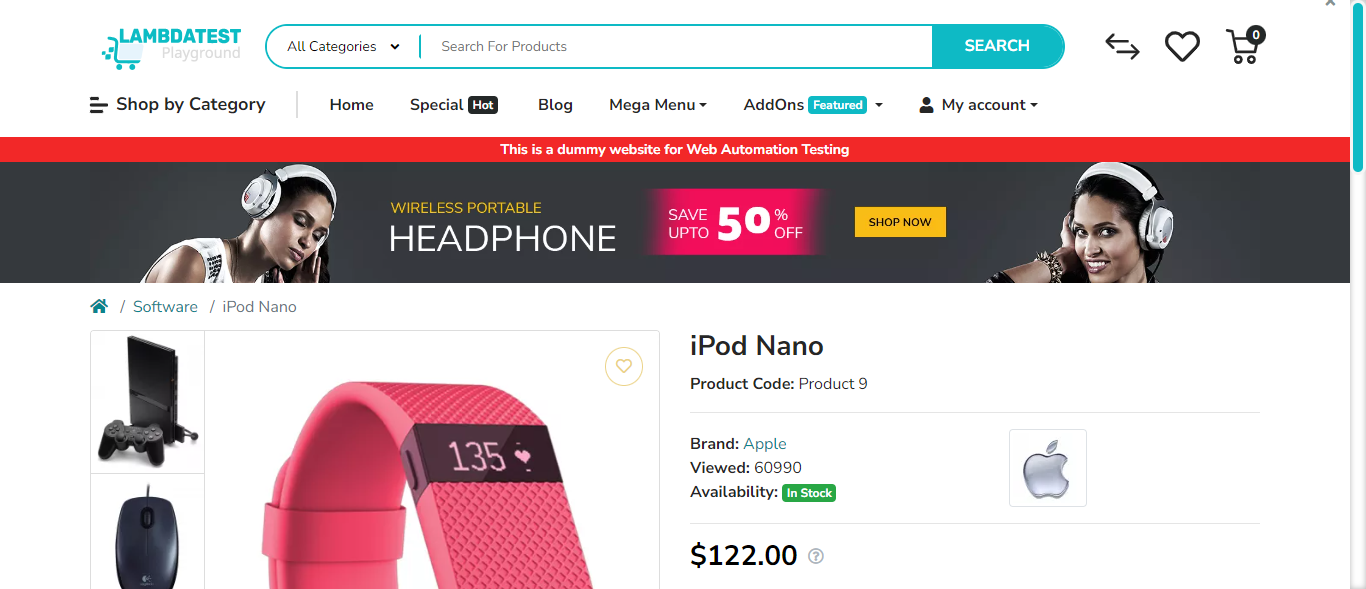 LAMBDATEST
Playground
All Categories
Search For Products
SEARCH
0
Shop by Category
Home
Special Hot
Blog
Mega Menu
AddOns Featured
My account
This is a dummy website for Web Automation Testing
WIRELESS PORTABLE
HEADPHONE
SAVE
UPTO
50
%
OFF
SHOP NOW
/ Software / iPod Nano
135
iPod Nano
Product Code: Product 9
Brand: Apple
Viewed: 60990
Availability: In Stock
$122.00
?